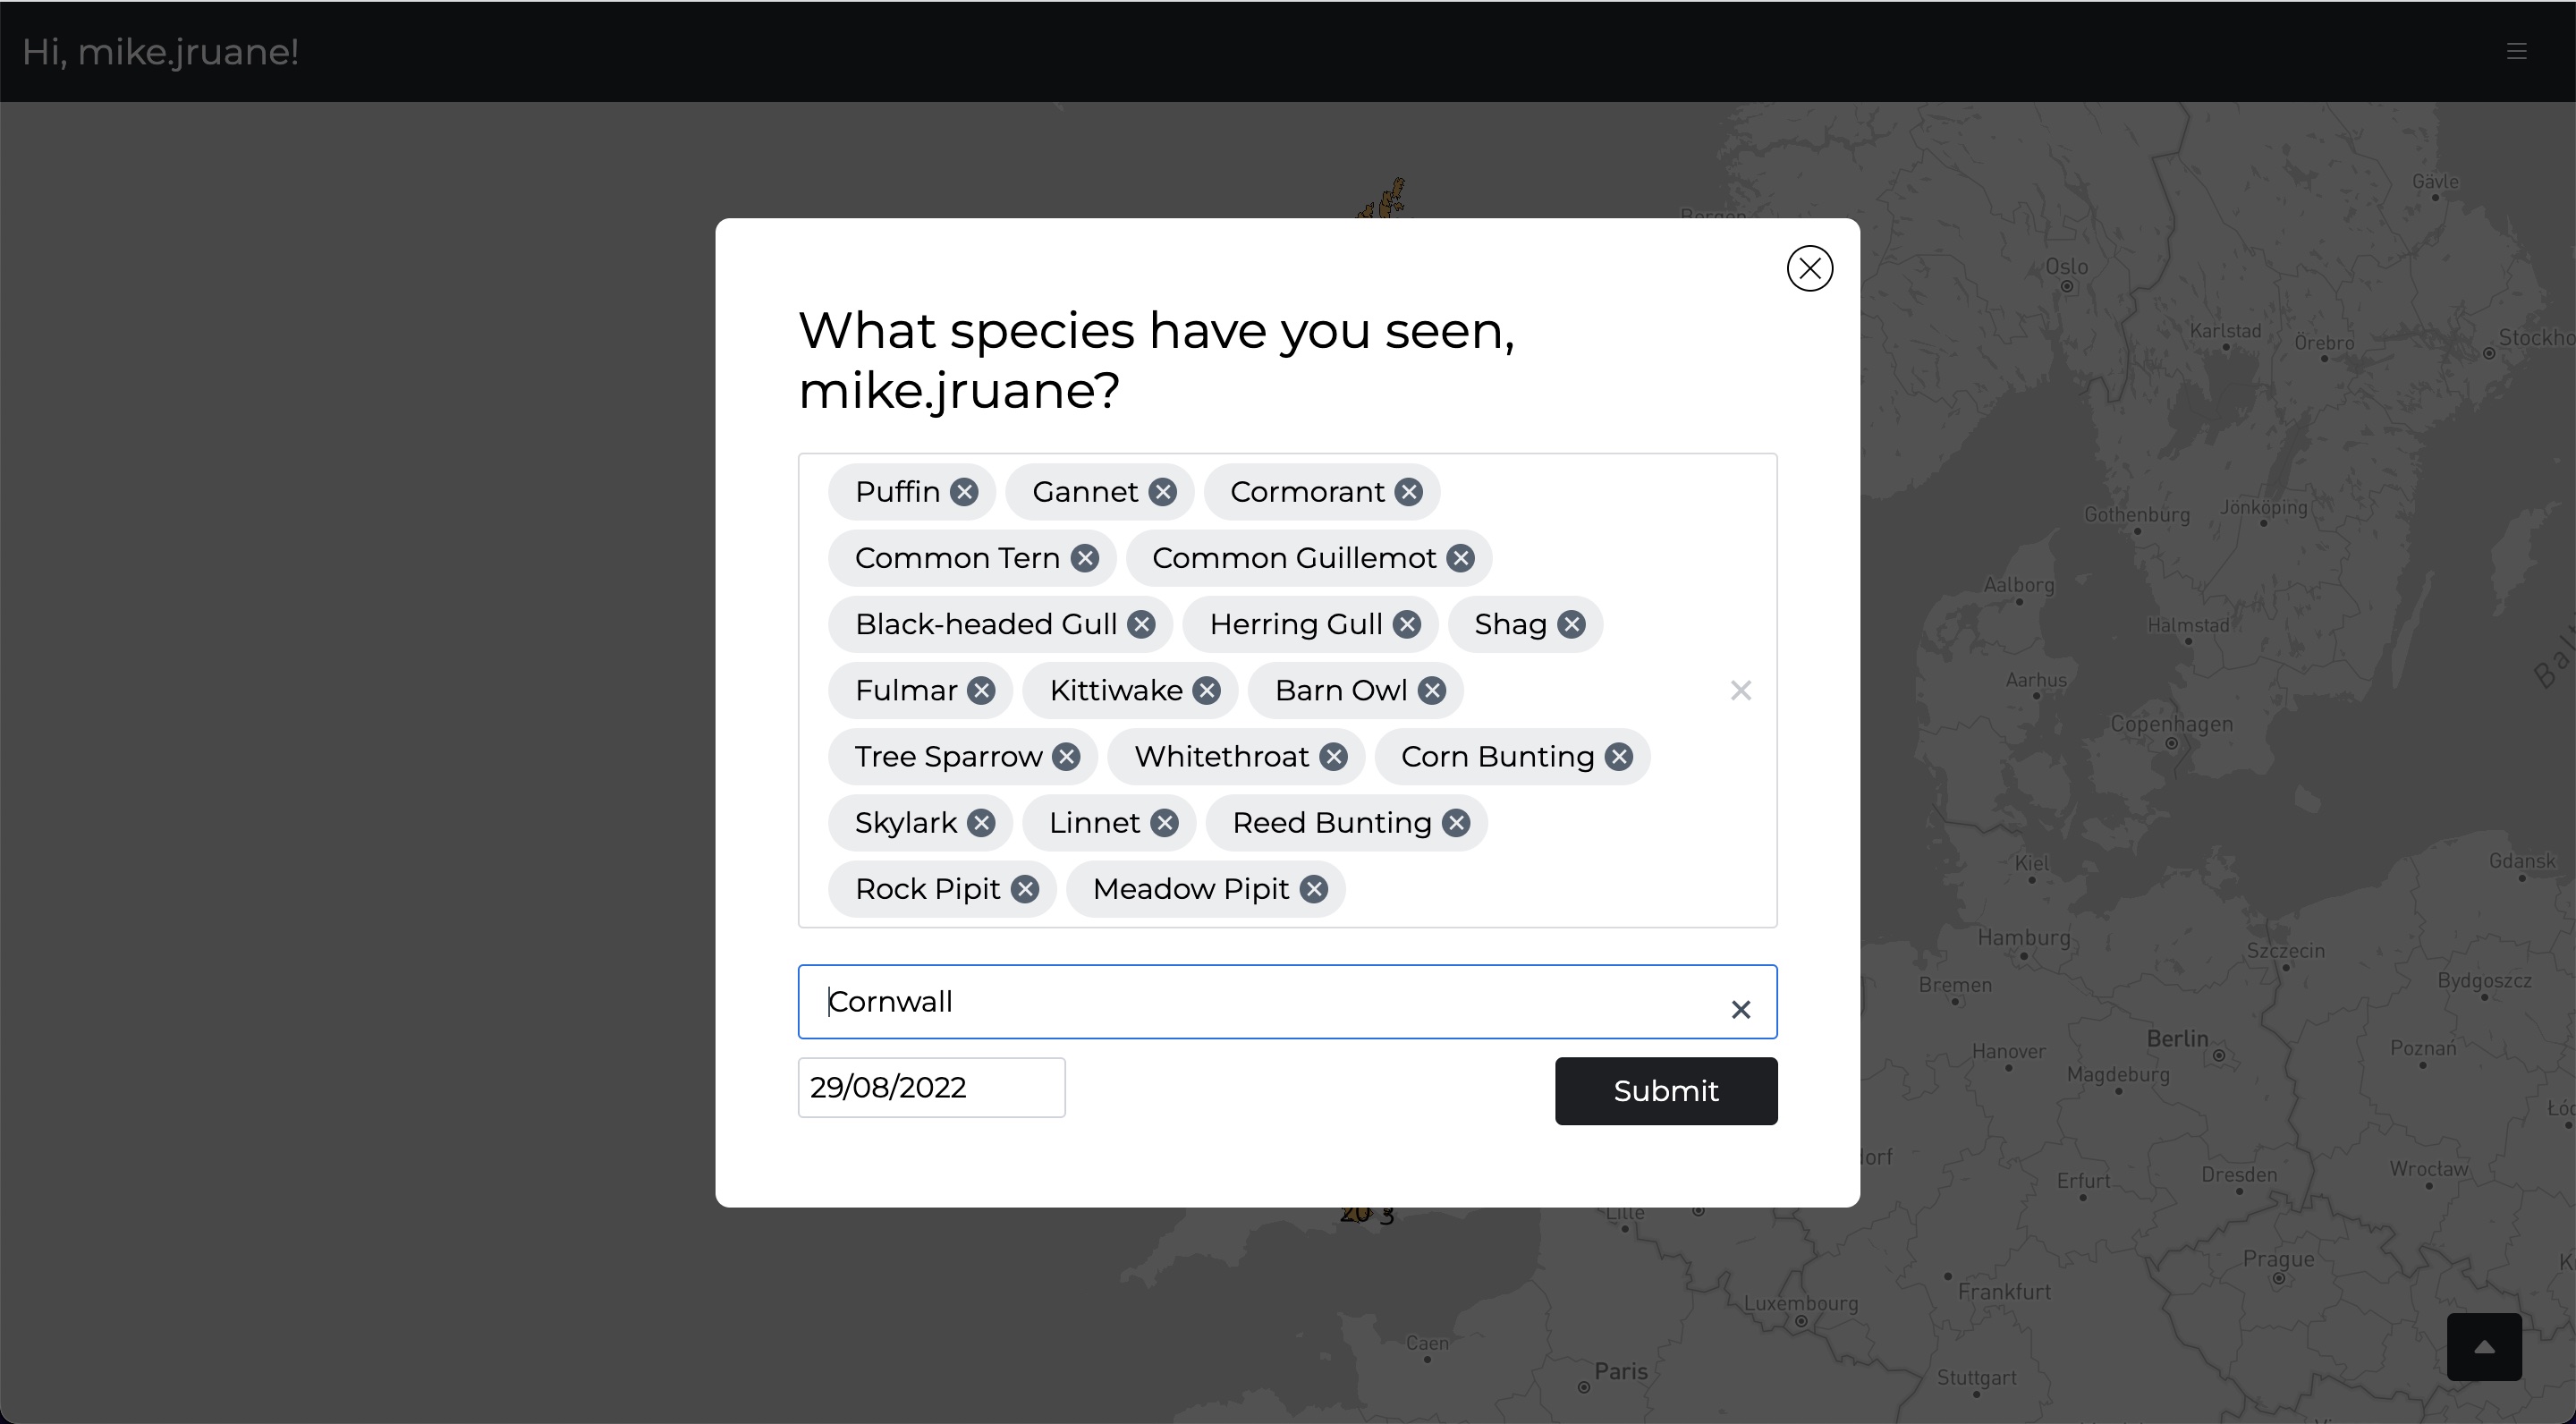 Hi, mike.jruane!
Gävle
Bergen
Oslo
Karlstad
Örebro
What species have you seen,
mike.jruane?
Puffin Gannet Cormorant
Gothenburg Jönköping
Common Tern Common Guillemot
Aalborg
Black-headed Gull Herring Gull Shag
Halmstad
Fulmar Kittiwake Barn Owl
Aarhus
Copenhagen
Tree Sparrow Whitethroat Corn Bunting
Skylark Linnet Reed Bunting
Kiel
Gdansk
Rock Pipit Meadow Pipit
Hamburg
Szczecin
Bremen
Bydgoszcz
Cornwall
Berlin
Hanover
Poznań
Magdeburg
29/08/2022
Submit
Erfurt
Dresden
Wrocław
20 3
Lille
Prague
Frankfurt
Luxembourg
Caen
Paris
Stuttgart